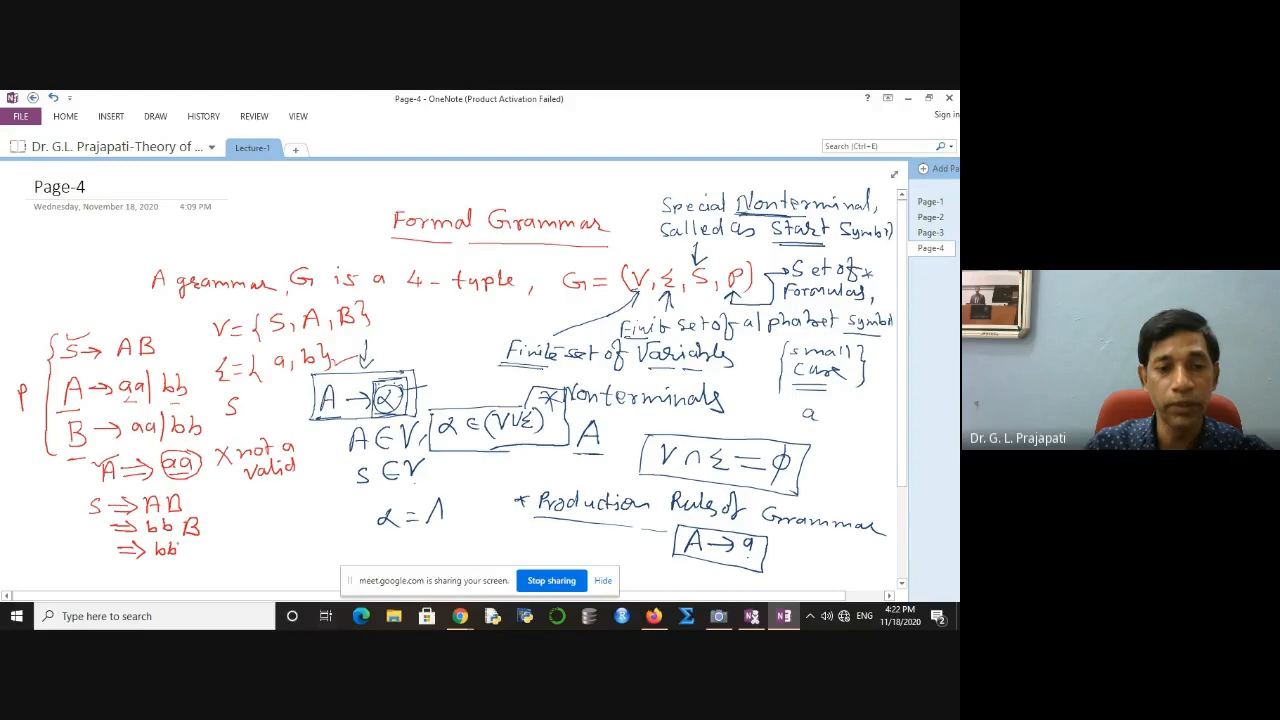 Page-4 - OneNote (Product Activation Failed)
Sign in
FILE HOME INSERT DRAW HISTORY REVIEW VIEW
Dr. G.L. Prajapati-Theory of ...
Lecture-1
Search (Ctrl+E)
Add Pa
Page-1
Page-2
Page-3
Page-4
Page-4
Wednesday, November 18, 2020 4:09 PM
Special Nonterminal,
Called as Start Symbol
Formal Grammar
A grammar, G is a 4-tuple, G = (V, Σ, S, P)
Set of *
Formulas,
Finite set of alphabet symbol
{small
case}
a
Finite set of Variables
* Nonterminals
A
V = {S, A, B}
Σ = {a, b}
S
P
S → AB
A → aa | bb
B → aa | bb
A ⇒ aa X not a
valid
S ⇒ AB
⇒ bb B
⇒ bb
A → α
A ∈ V, α ∈ (V ∪ Σ)
S ∈ V
α = Λ
V ∩ Σ = ϕ
* Production Rules of Grammar
A → a
meet.google.com is sharing your screen. Stop sharing Hide
Type here to search
ENG
4:22 PM
11/18/2020
2
Dr. G. L. Prajapati